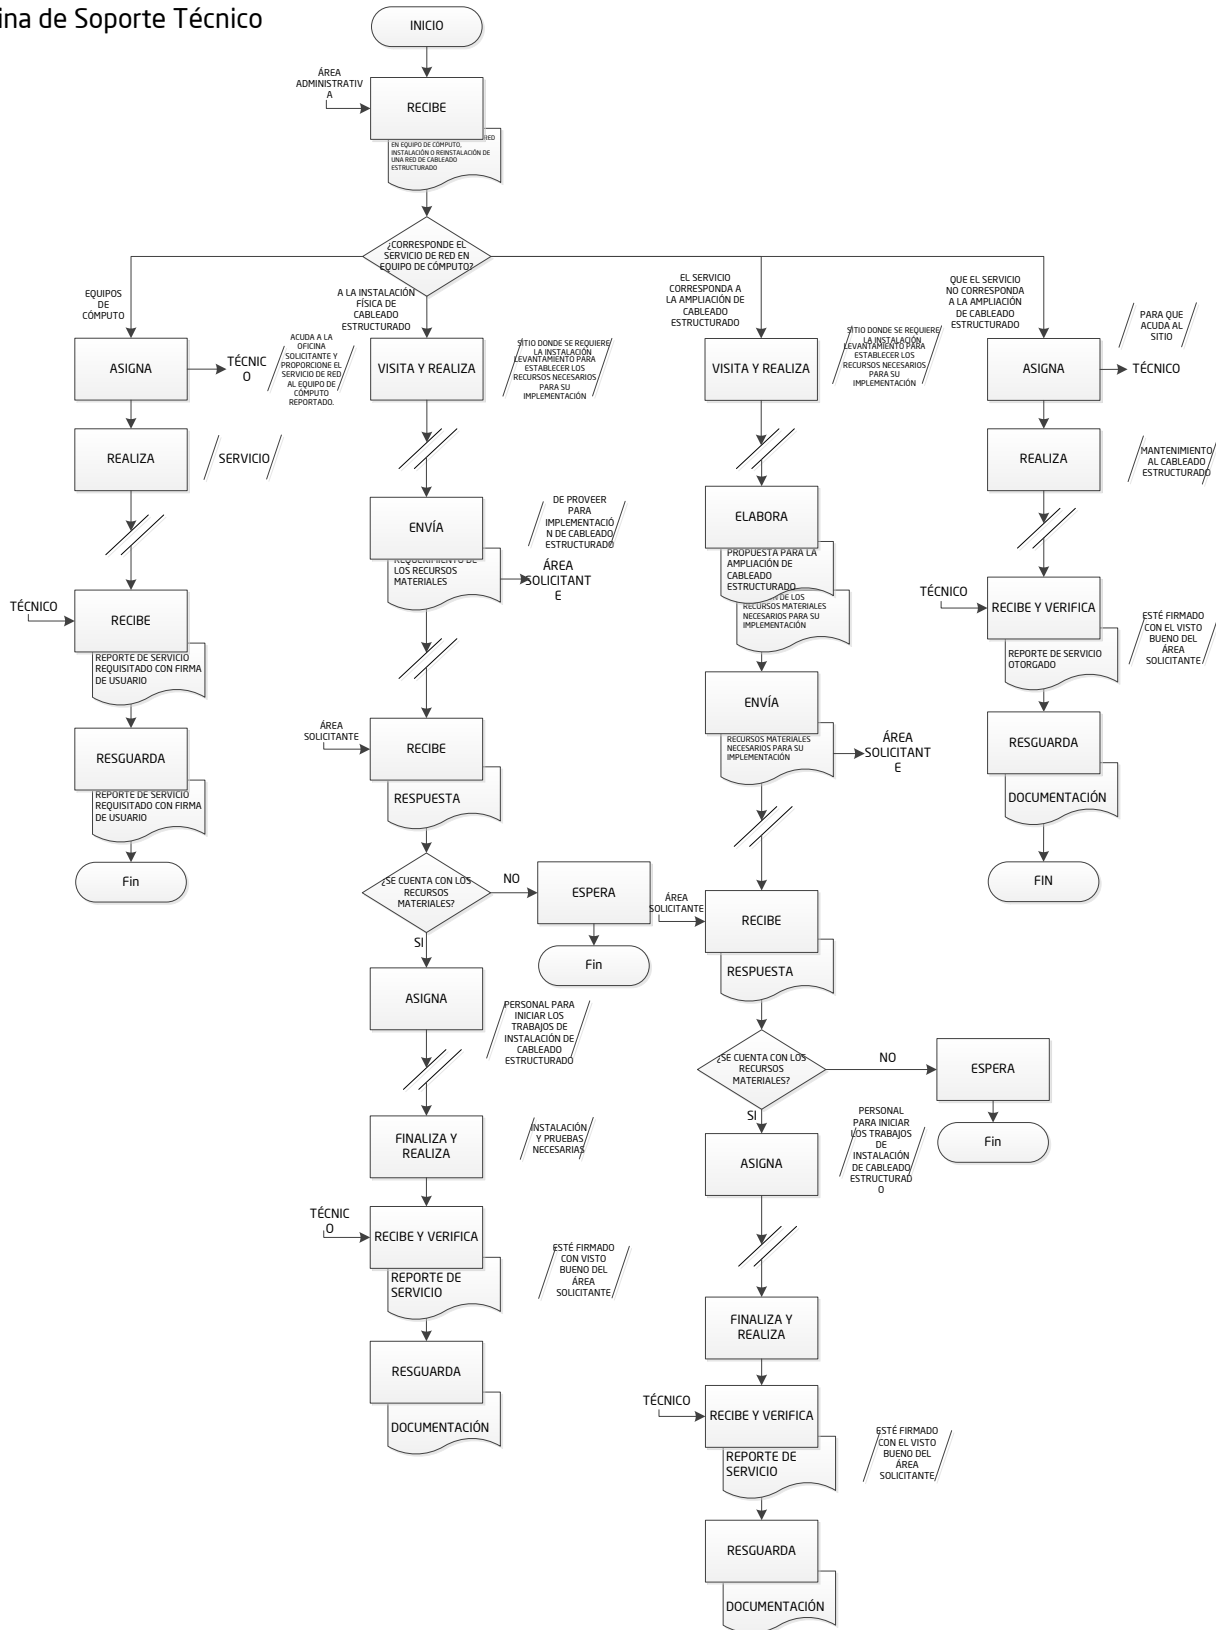 ina de Soporte Técnico
INICIO
ÁREA
ADMINISTRATIV
A
RECIBE
RED
EN EQUIPO DE CÓMPUTO,
INSTALACIÓN O REINSTALACIÓN DE
UNA RED DE CABLEADO
ESTRUCTURADO
¿CORRESPONDE EL
SERVICIO DE RED EN
EQUIPO DE CÓMPUTO?
EQUIPOS
DE
CÓMPUTO
ASIGNA
TÉCNIC
O
ACUDA A LA
OFICINA
SOLICITANTE Y
PROPORCIONE EL
SERVICIO DE RED
AL EQUIPO DE
CÓMPUTO
REPORTADO.
REALIZA
SERVICIO
TÉCNICO
RECIBE
REPORTE DE SERVICIO
REQUISITADO CON FIRMA
DE USUARIO
RESGUARDA
REPORTE DE SERVICIO
REQUISITADO CON FIRMA
DE USUARIO
Fin
A LA INSTALACIÓN
FÍSICA DE
CABLEADO
ESTRUCTURADO
VISITA Y REALIZA
SITIO DONDE SE REQUIERE
LA INSTALACIÓN
LEVANTAMIENTO PARA
ESTABLECER LOS
RECURSOS NECESARIOS
PARA SU
IMPLEMENTACIÓN
ENVÍA
DE PROVEER
PARA
IMPLEMENTACIÓ
N DE CABLEADO
ESTRUCTURADO
REQUERIMIENTO DE
LOS RECURSOS
MATERIALES
ÁREA
SOLICITANT
E
ÁREA
SOLICITANTE
RECIBE
RESPUESTA
¿SE CUENTA CON LOS
RECURSOS
MATERIALES?
NO
ESPERA
Fin
SI
ASIGNA
PERSONAL PARA
INICIAR LOS
TRABAJOS DE
INSTALACIÓN DE
CABLEADO
ESTRUCTURADO
FINALIZA Y
REALIZA
INSTALACIÓN
Y PRUEBAS
NECESARIAS
TÉCNIC
O
RECIBE Y VERIFICA
REPORTE DE
SERVICIO
ESTÉ FIRMADO
CON VISTO
BUENO DEL
ÁREA
SOLICITANTE
RESGUARDA
DOCUMENTACIÓN
EL SERVICIO
CORRESPONDA A
LA AMPLIACIÓN DE
CABLEADO
ESTRUCTURADO
VISITA Y REALIZA
SITIO DONDE SE REQUIERE
LA INSTALACIÓN
LEVANTAMIENTO PARA
ESTABLECER LOS
RECURSOS NECESARIOS
PARA SU
IMPLEMENTACIÓN
ELABORA
PROPUESTA PARA LA
AMPLIACIÓN DE
CABLEADO
ESTRUCTURADO
DE LOS
RECURSOS MATERIALES
NECESARIOS PARA SU
IMPLEMENTACIÓN
ENVÍA
RECURSOS MATERIALES
NECESARIOS PARA SU
IMPLEMENTACIÓN
ÁREA
SOLICITANT
E
ÁREA
SOLICITANTE
RECIBE
RESPUESTA
¿SE CUENTA CON LOS
RECURSOS
MATERIALES?
NO
ESPERA
Fin
SI
ASIGNA
PERSONAL
PARA INICIAR
LOS TRABAJOS
DE
INSTALACIÓN
DE CABLEADO
ESTRUCTURAD
O
FINALIZA Y
REALIZA
TÉCNICO
RECIBE Y VERIFICA
REPORTE DE
SERVICIO
ESTÉ FIRMADO
CON EL VISTO
BUENO DEL
ÁREA
SOLICITANTE
RESGUARDA
DOCUMENTACIÓN
QUE EL SERVICIO
NO CORRESPONDA
A LA AMPLIACIÓN
DE CABLEADO
ESTRUCTURADO
ASIGNA
PARA QUE
ACUDA AL
SITIO
TÉCNICO
REALIZA
MANTENIMIENTO
AL CABLEADO
ESTRUCTURADO
TÉCNICO
RECIBE Y VERIFICA
REPORTE DE SERVICIO
OTORGADO
ESTÉ FIRMADO
CON EL VISTO
BUENO DEL
ÁREA
SOLICITANTE
RESGUARDA
DOCUMENTACIÓN
FIN